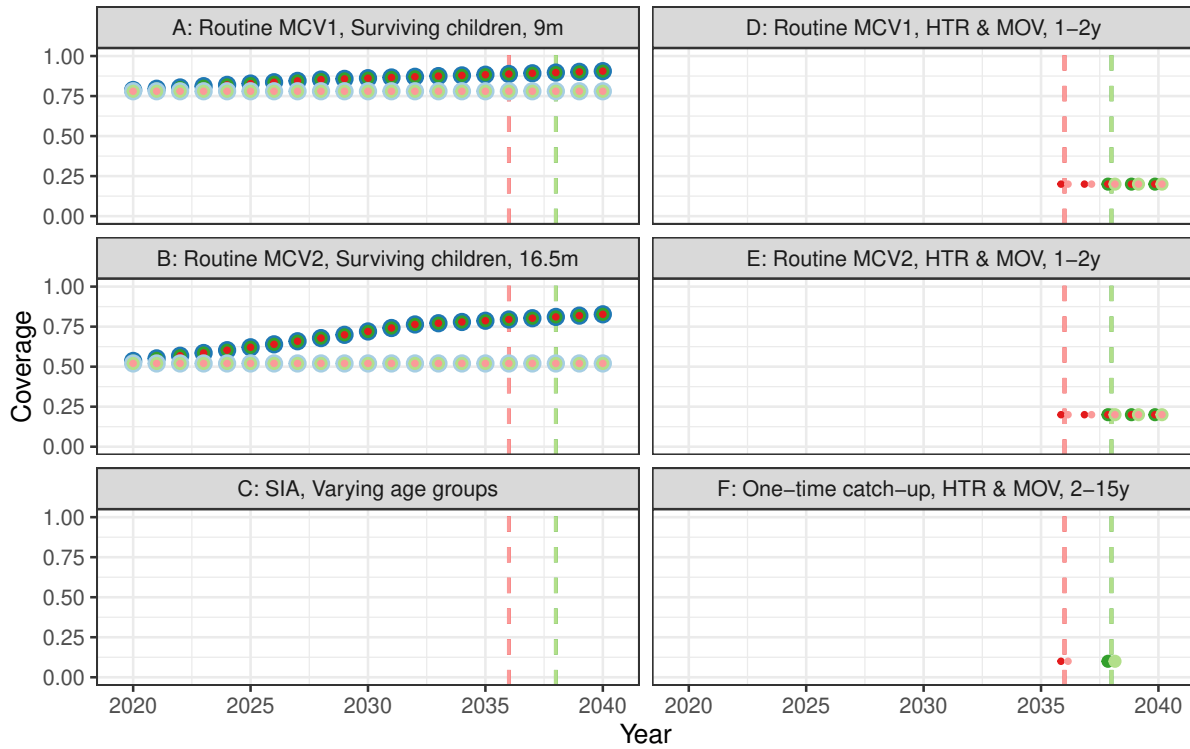 A: Routine MCV1, Surviving children, 9m
D: Routine MCV1, HTR & MOV, 1−2y
1.00
0.75
0.50
0.25
0.00
B: Routine MCV2, Surviving children, 16.5m
E: Routine MCV2, HTR & MOV, 1−2y
1.00
0.75
0.50
0.25
0.00
Coverage
C: SIA, Varying age groups
F: One−time catch−up, HTR & MOV, 2−15y
1.00
0.75
0.50
0.25
0.00
2020 2025 2030 2035 2040
2020 2025 2030 2035 2040
Year